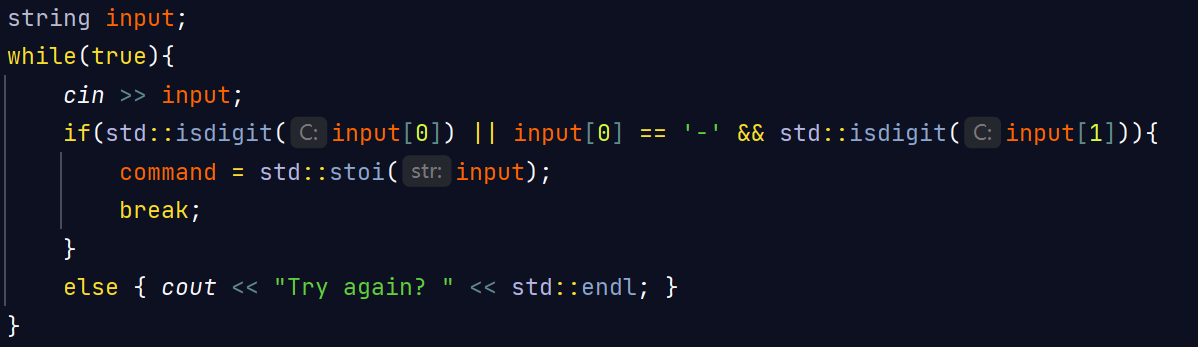 string input;
while(true){
cin >> input;
if(std::isdigit( C: input[0]) || input[0] == '-' && std::isdigit( C: input[1])){
command = std::stoi( str: input);
break;
}
else { cout << "Try again? " << std::endl; }
}